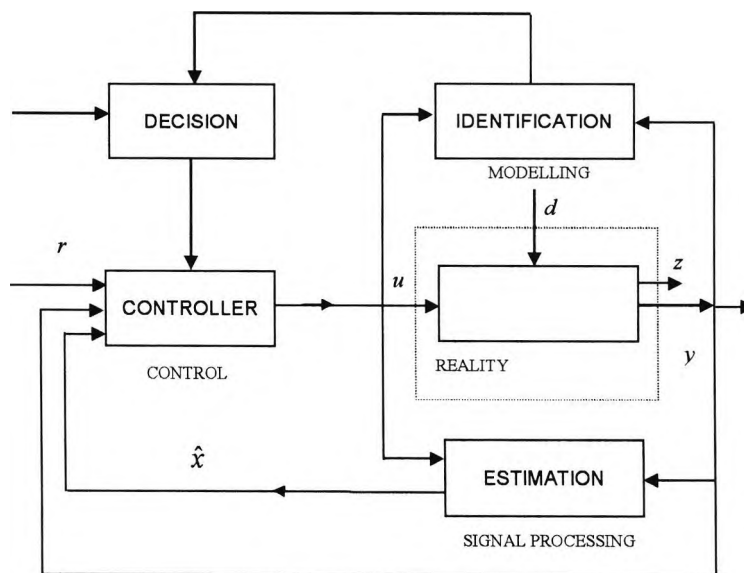 DECISION
IDENTIFICATION
MODELLING
d
r
z
CONTROLLER
u
REALITY
y
CONTROL
x̂
ESTIMATION
SIGNAL PROCESSING